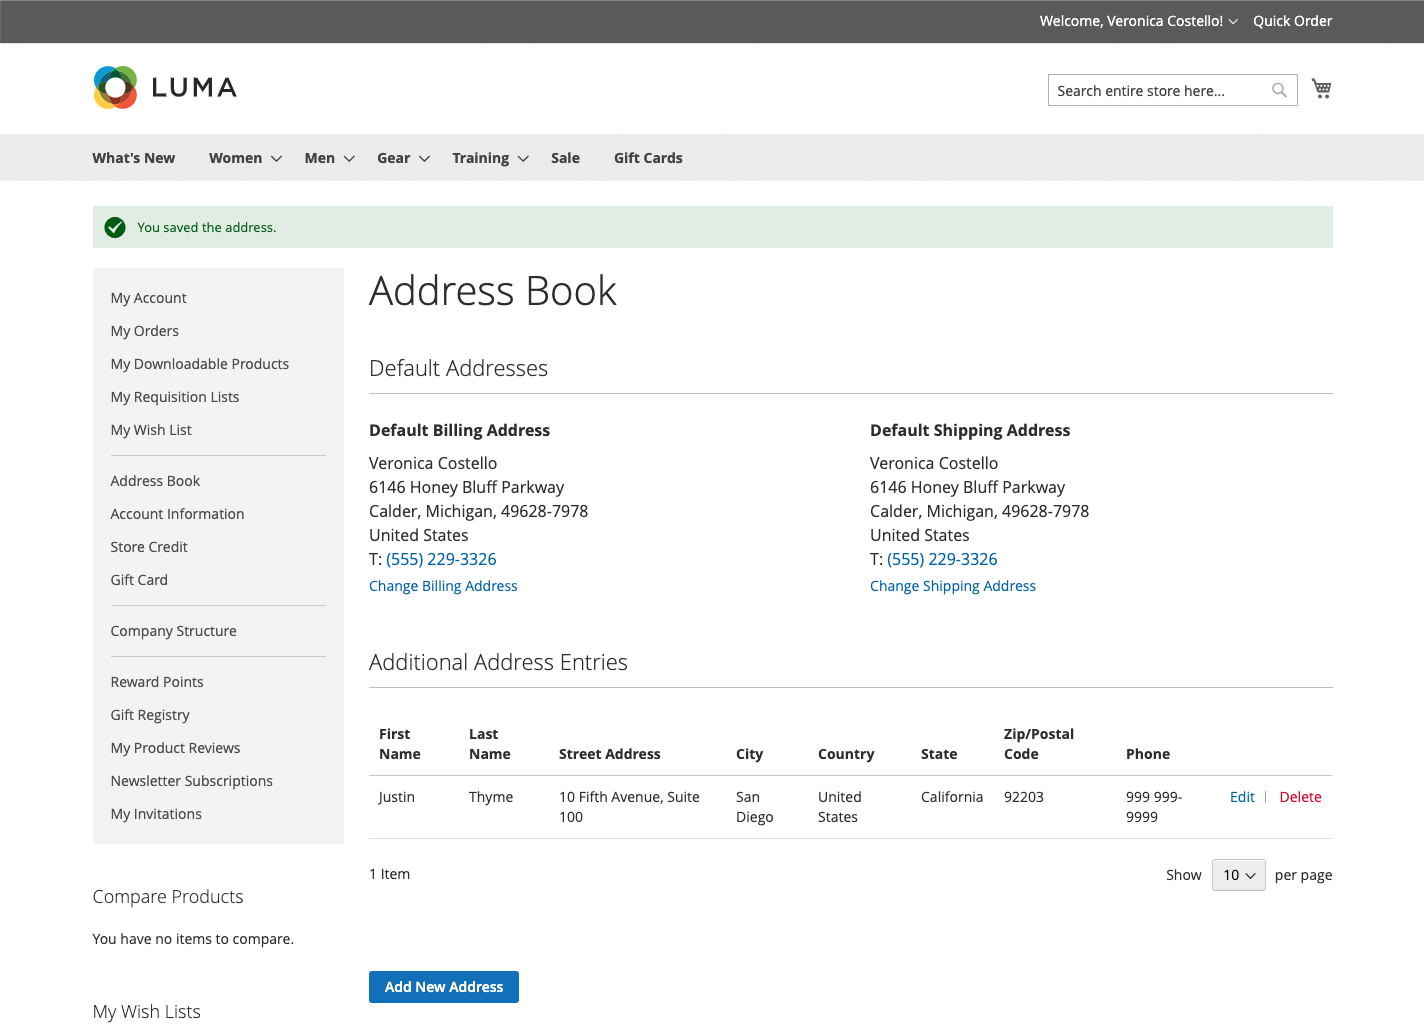 Welcome, Veronica Costello! Quick Order
LUMA
Search entire store here...
What's New Women Men Gear Training Sale Gift Cards
You saved the address.
My Account
My Orders
My Downloadable Products
My Requisition Lists
My Wish List
Address Book
Account Information
Store Credit
Gift Card
Company Structure
Reward Points
Gift Registry
My Product Reviews
Newsletter Subscriptions
My Invitations
Compare Products
You have no items to compare.
My Wish Lists
Address Book
Default Addresses
Default Billing Address
Veronica Costello
6146 Honey Bluff Parkway
Calder, Michigan, 49628-7978
United States
T: (555) 229-3326
Change Billing Address
Default Shipping Address
Veronica Costello
6146 Honey Bluff Parkway
Calder, Michigan, 49628-7978
United States
T: (555) 229-3326
Change Shipping Address
Additional Address Entries
First Name Last Name Street Address City Country State Zip/Postal Code Phone
Justin Thyme 10 Fifth Avenue, Suite 100 San Diego United States California 92203 999 999-9999 Edit | Delete
1 Item
Show 10 per page
Add New Address